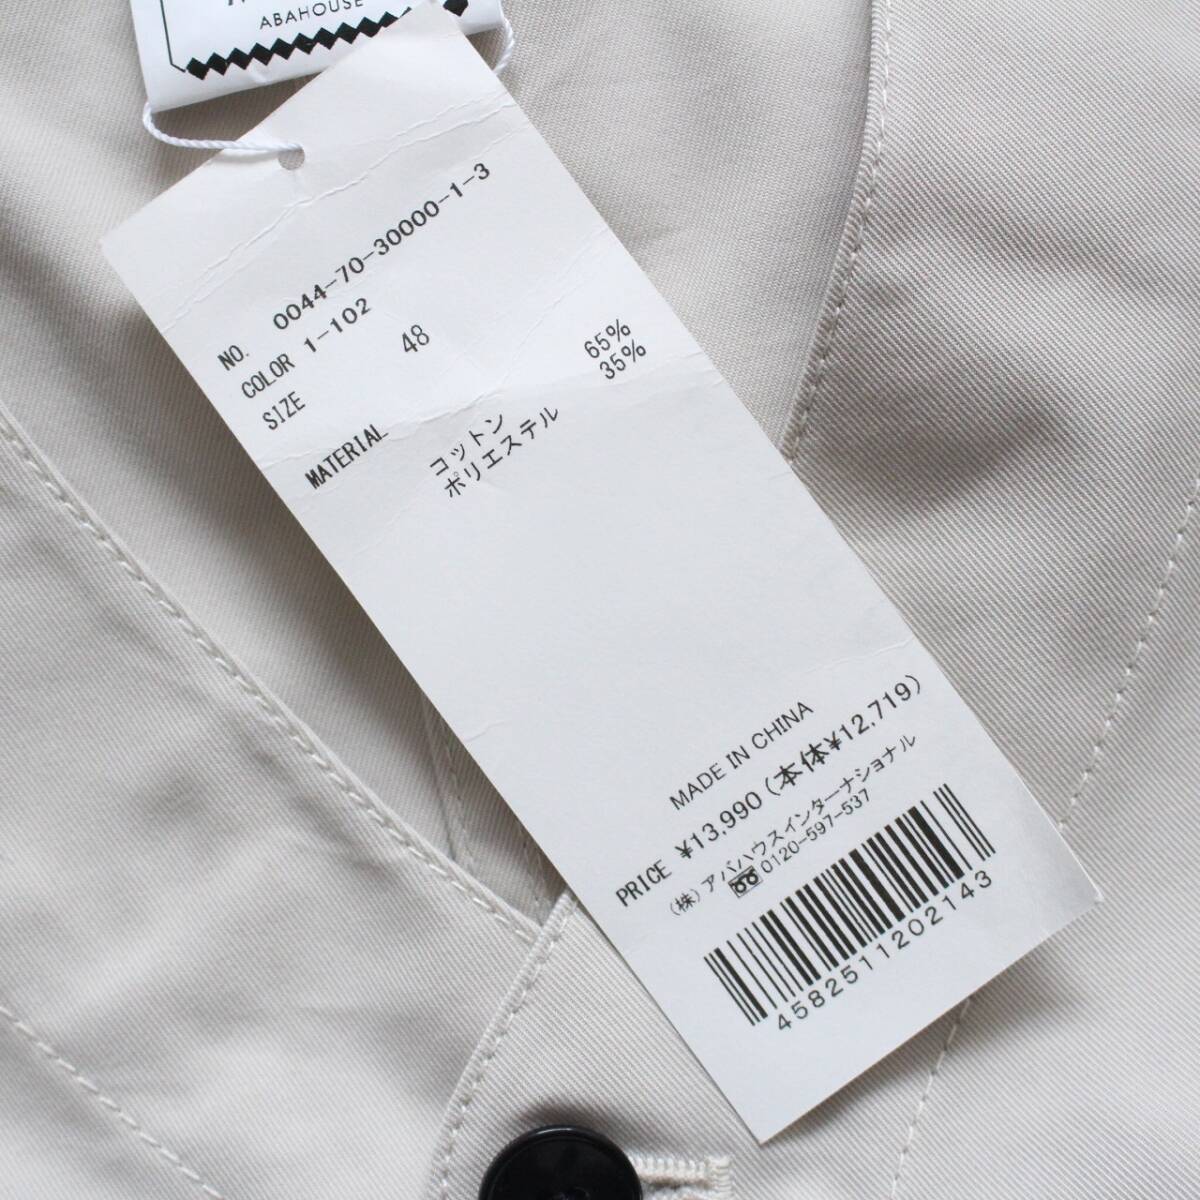 ABAHOUSE
NO. 0044-70-30000-1-3
COLOR 1-102
SIZE 48
MATERIAL
コットン 65%
ポリエステル 35%
MADE IN CHINA
PRICE ¥13,990(本体¥12,719)
(株)アバハウスインターナショナル
0120-597-537
4582511202143